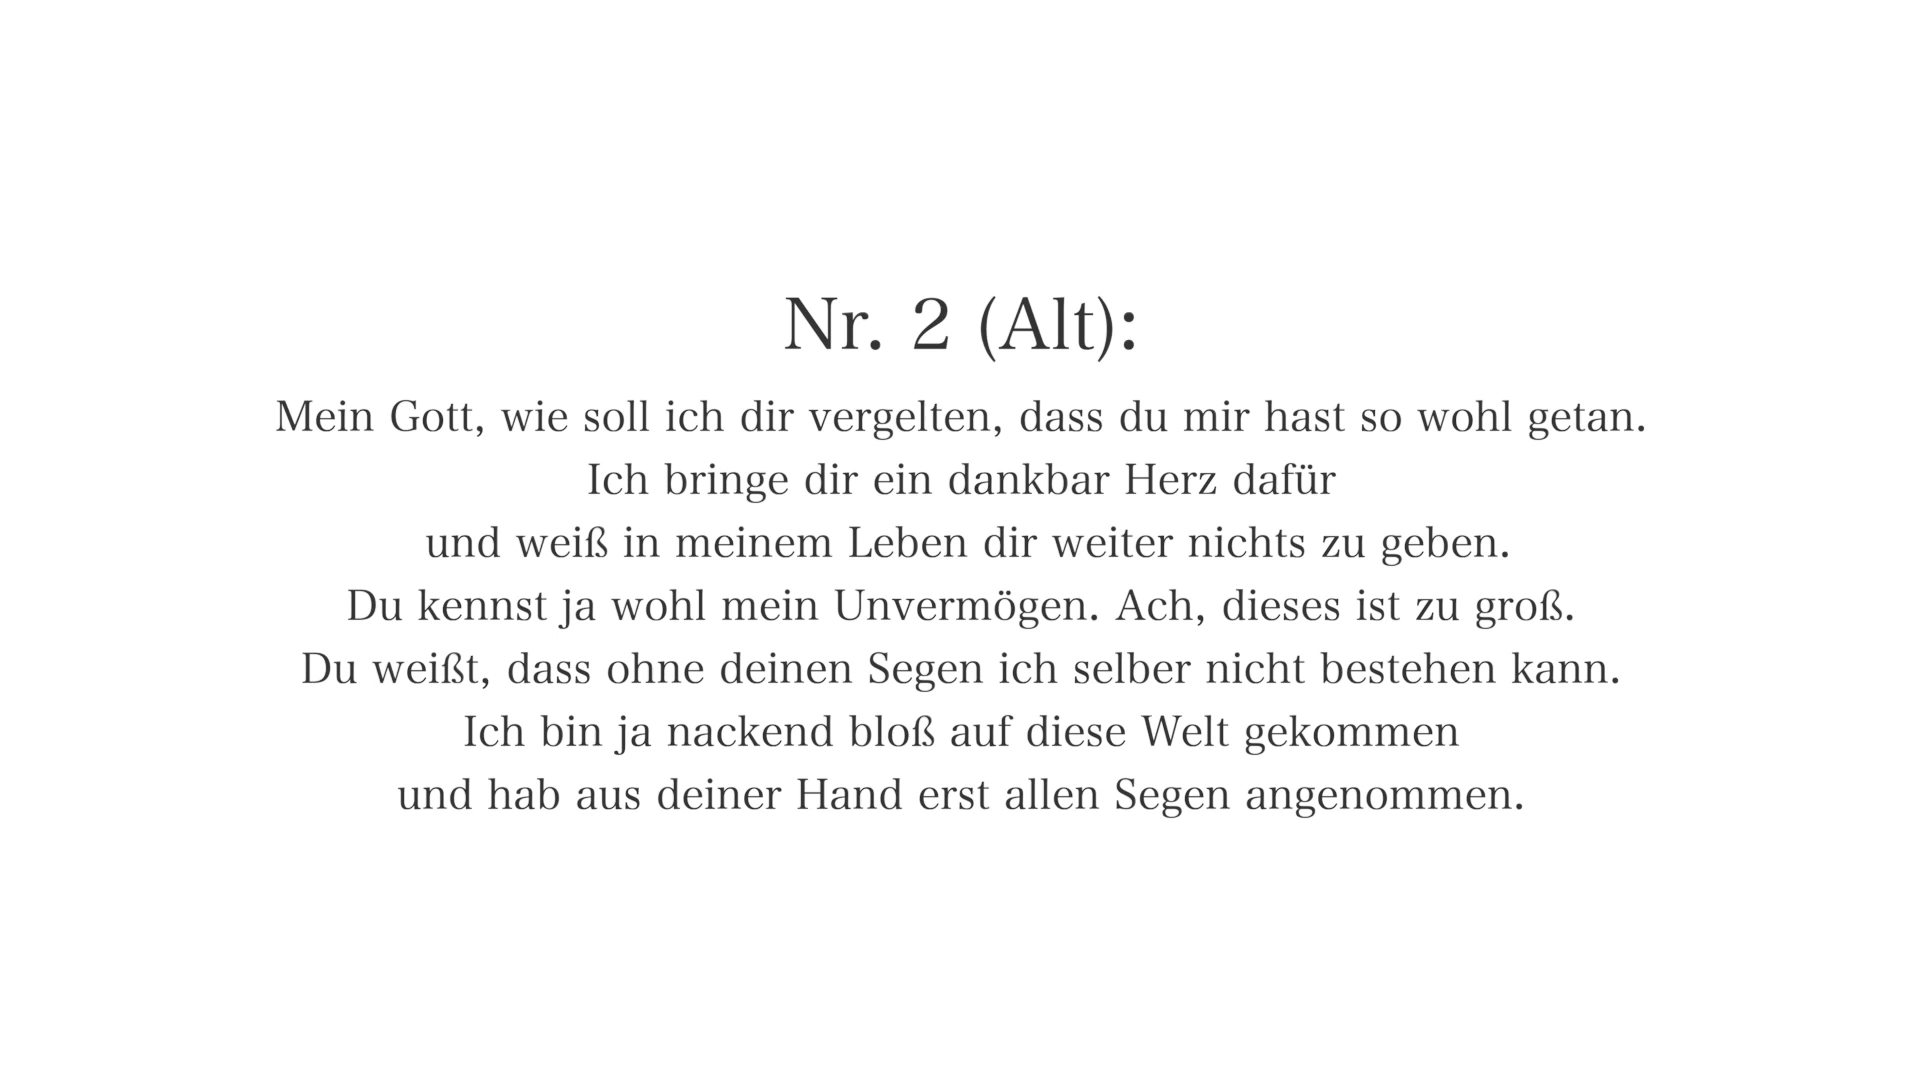 Nr. 2 (Alt):
Mein Gott, wie soll ich dir vergelten, dass du mir hast so wohl getan.
Ich bringe dir ein dankbar Herz dafür
und weiß in meinem Leben dir weiter nichts zu geben.
Du kennst ja wohl mein Unvermögen. Ach, dieses ist zu groß.
Du weißt, dass ohne deinen Segen ich selber nicht bestehen kann.
Ich bin ja nackend bloß auf diese Welt gekommen
und hab aus deiner Hand erst allen Segen angenommen.